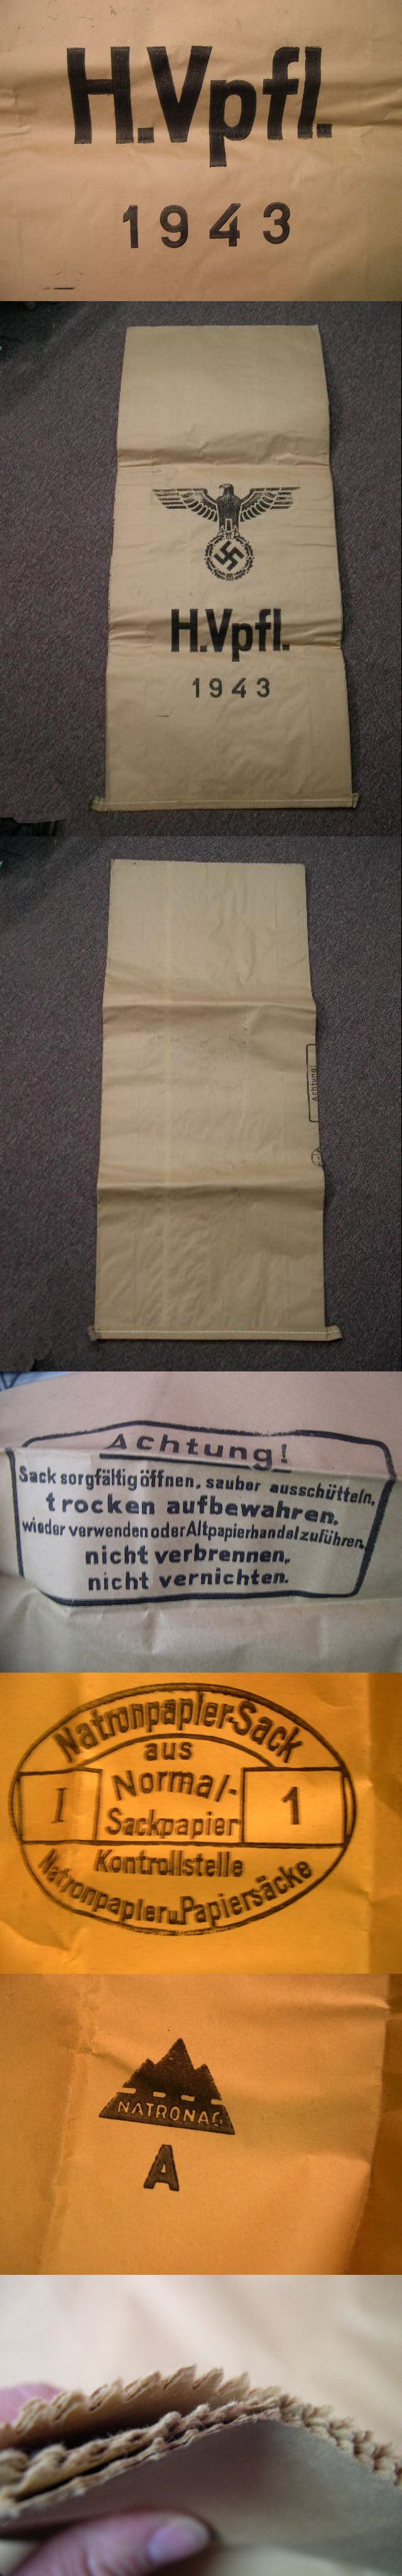 H.Vpfl.
1943
H.Vpfl.
1943
Achtung!
Achtung!
Sack sorgfältig öffnen, sauber ausschütteln,
trocken aufbewahren,
wieder verwenden oder Altpapierhandel zuführen,
nicht verbrennen,
nicht vernichten.
Natronpapier-Sack
aus
Normal-
Sackpapier
I
1
Kontrollstelle
Natronpapier u. Papiersäcke
NATRONAG
A